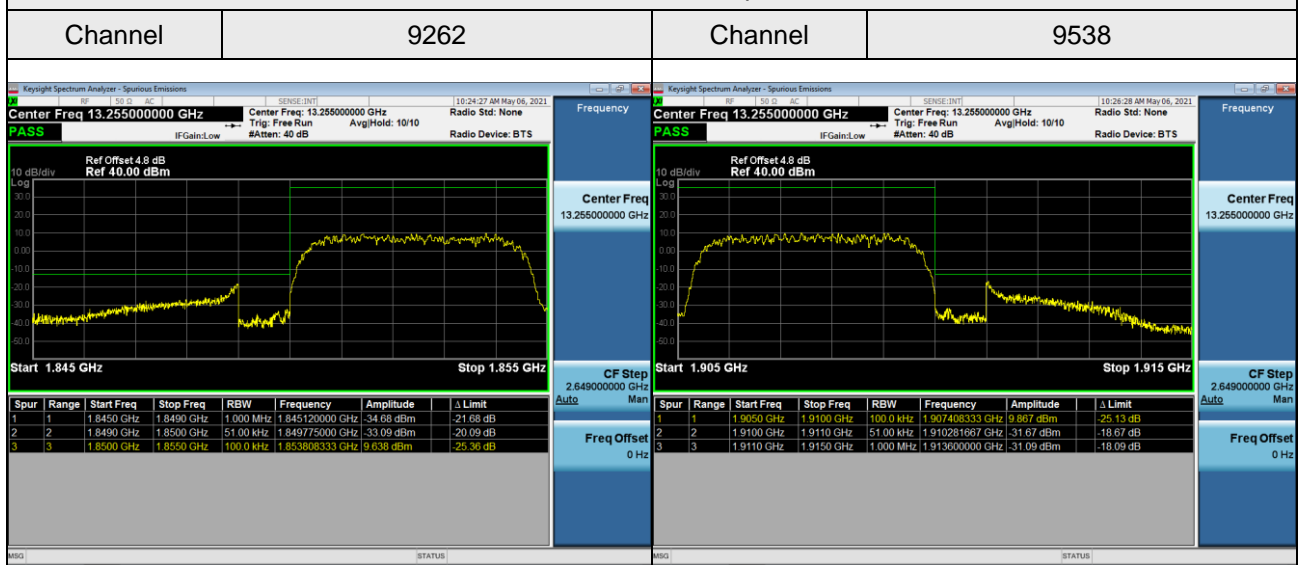 Channel 9262 Channel 9538
Keysight Spectrum Analyzer - Spurious Emissions
RF 50 Ω AC SENSE:INT 10:24:27 AM May 06, 2021
Center Freq 13.255000000 GHz Center Freq: 13.255000000 GHz Radio Std: None Frequency
Trig: Free Run Avg|Hold: 10/10
PASS IFGain:Low #Atten: 40 dB Radio Device: BTS
Ref Offset 4.8 dB
10 dB/div Ref 40.00 dBm
Log
30.0
20.0
10.0
0.00
-10.0
-20.0
-30.0
-40.0
-50.0
Start 1.845 GHz Stop 1.855 GHz
Center Freq
13.255000000 GHz
CF Step
2.649000000 GHz
Auto Man
Freq Offset
0 Hz
Spur Range Start Freq Stop Freq RBW Frequency Amplitude Δ Limit
1 1 1.8450 GHz 1.8490 GHz 1.000 MHz 1.845120000 GHz -34.68 dBm -21.68 dB
2 2 1.8490 GHz 1.8500 GHz 51.00 kHz 1.849775000 GHz -33.09 dBm -20.09 dB
3 3 1.8500 GHz 1.8550 GHz 100.0 kHz 1.853808333 GHz 9.638 dBm -25.36 dB
MSG STATUS
Keysight Spectrum Analyzer - Spurious Emissions
RF 50 Ω AC SENSE:INT 10:26:28 AM May 06, 2021
Center Freq 13.255000000 GHz Center Freq: 13.255000000 GHz Radio Std: None Frequency
Trig: Free Run Avg|Hold: 10/10
PASS IFGain:Low #Atten: 40 dB Radio Device: BTS
Ref Offset 4.8 dB
10 dB/div Ref 40.00 dBm
Log
30.0
20.0
10.0
0.00
-10.0
-20.0
-30.0
-40.0
-50.0
Start 1.905 GHz Stop 1.915 GHz
Center Freq
13.255000000 GHz
CF Step
2.649000000 GHz
Auto Man
Freq Offset
0 Hz
Spur Range Start Freq Stop Freq RBW Frequency Amplitude Δ Limit
1 1 1.9050 GHz 1.9100 GHz 100.0 kHz 1.907408333 GHz 9.867 dBm -25.13 dB
2 2 1.9100 GHz 1.9110 GHz 51.00 kHz 1.910281667 GHz -31.67 dBm -18.67 dB
3 3 1.9110 GHz 1.9150 GHz 1.000 MHz 1.913600000 GHz -31.09 dBm -18.09 dB
MSG STATUS